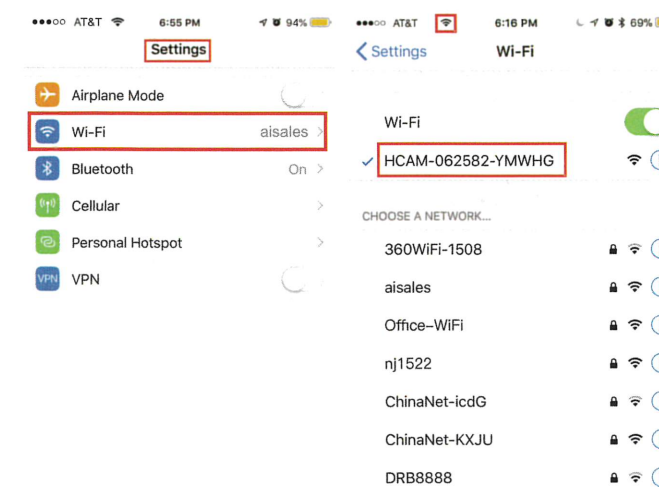 ●●●○○ AT&T 6:55 PM 94%
Settings
Airplane Mode
Wi-Fi aisales >
Bluetooth On >
Cellular >
Personal Hotspot >
VPN VPN
●●●○○ AT&T 6:16 PM 69%
< Settings Wi-Fi
Wi-Fi
✓ HCAM-062582-YMWHG
CHOOSE A NETWORK...
360WiFi-1508
aisales
Office–WiFi
nj1522
ChinaNet-icdG
ChinaNet-KXJU
DRB8888